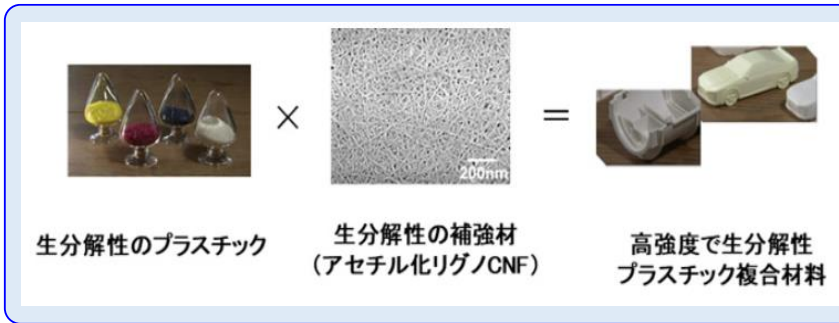 ×
200nm
=
生分解性のプラスチック
生分解性の補強材
(アセチル化リグノCNF)
高強度で生分解性
プラスチック複合材料